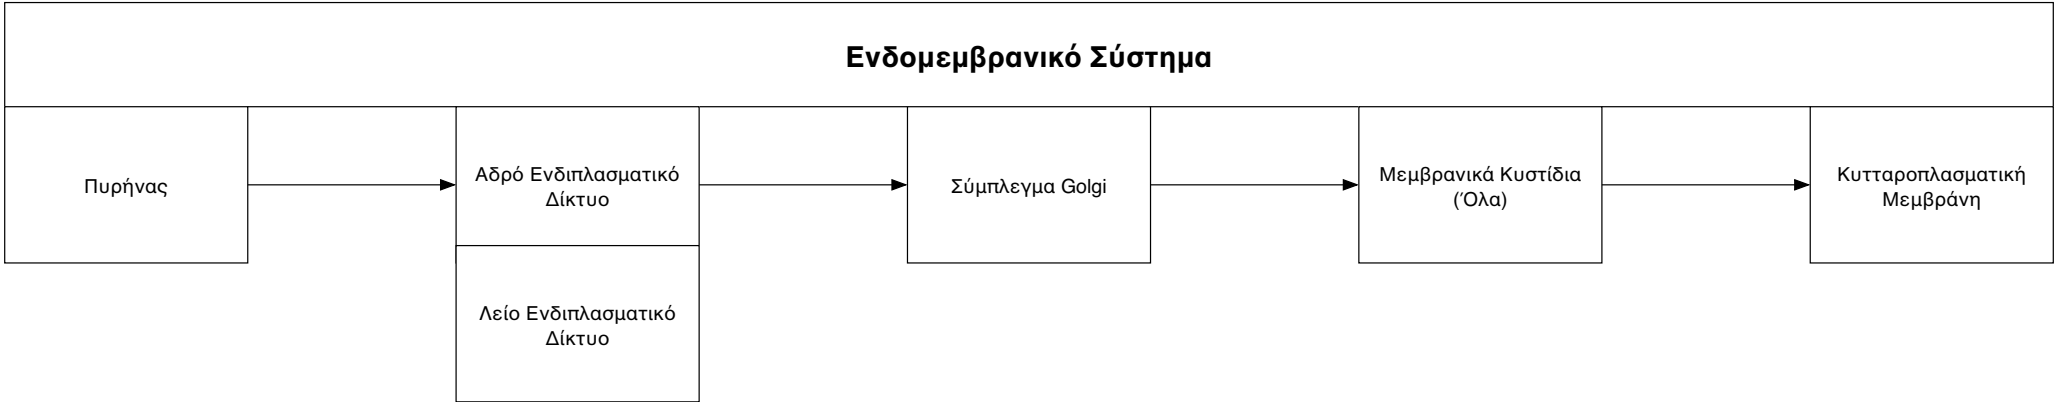 Ενδομεμβρανικό Σύστημα
Πυρήνας
Αδρό Ενδιπλασματικό
Δίκτυο
Λείο Ενδιπλασματικό
Δίκτυο
Σύμπλεγμα Golgi
Μεμβρανικά Κυστίδια
(Όλα)
Κυτταροπλασματική
Μεμβράνη